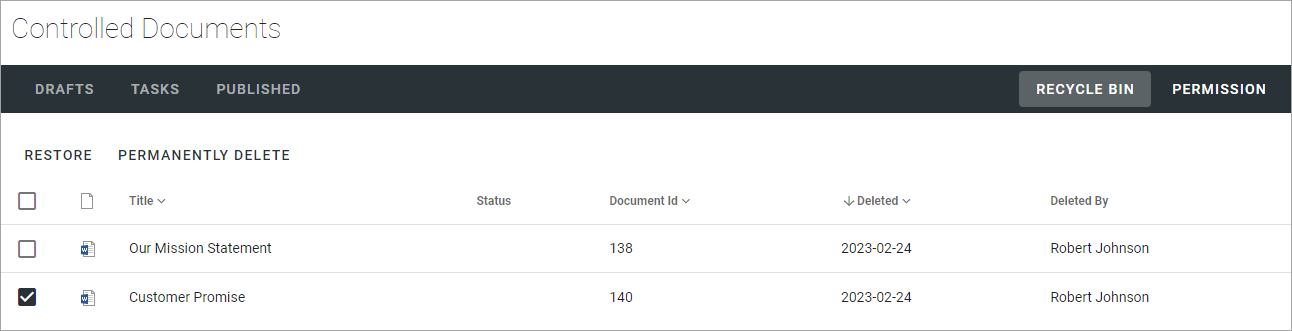 Controlled Documents
DRAFTS TASKS PUBLISHED RECYCLE BIN PERMISSION
RESTORE PERMANENTLY DELETE
Title Status Document Id Deleted Deleted By
Our Mission Statement 138 2023-02-24 Robert Johnson
Customer Promise 140 2023-02-24 Robert Johnson